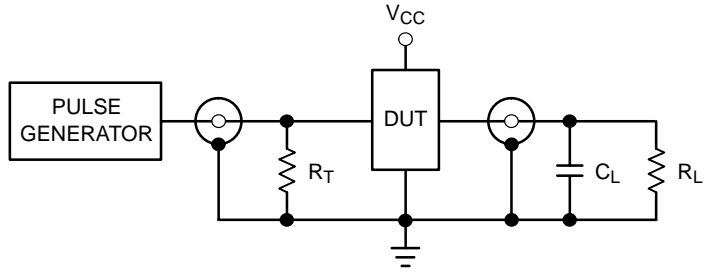 VCC
PULSE
GENERATOR
DUT
RT
CL
RL